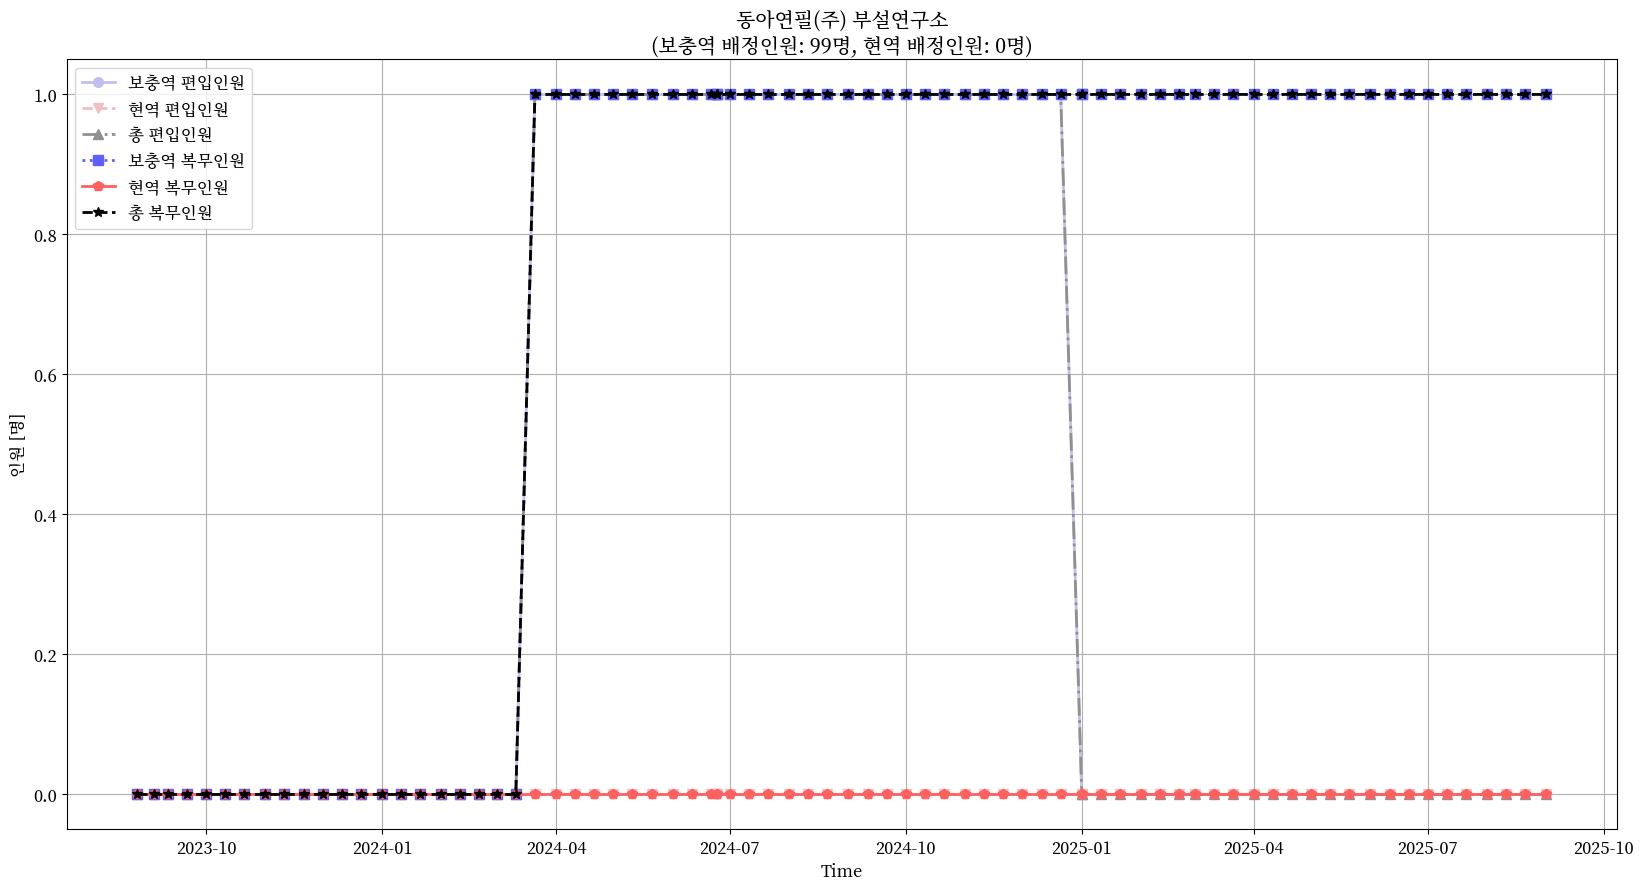 동아연필(주) 부설연구소
(보충역 배정인원: 99명, 현역 배정인원: 0명)
보충역 편입인원
현역 편입인원
총 편입인원
보충역 복무인원
현역 복무인원
총 복무인원
인원 [명]
1.0
0.8
0.6
0.4
0.2
0.0
2023-10
2024-01
2024-04
2024-07
2024-10
2025-01
2025-04
2025-07
2025-10
Time